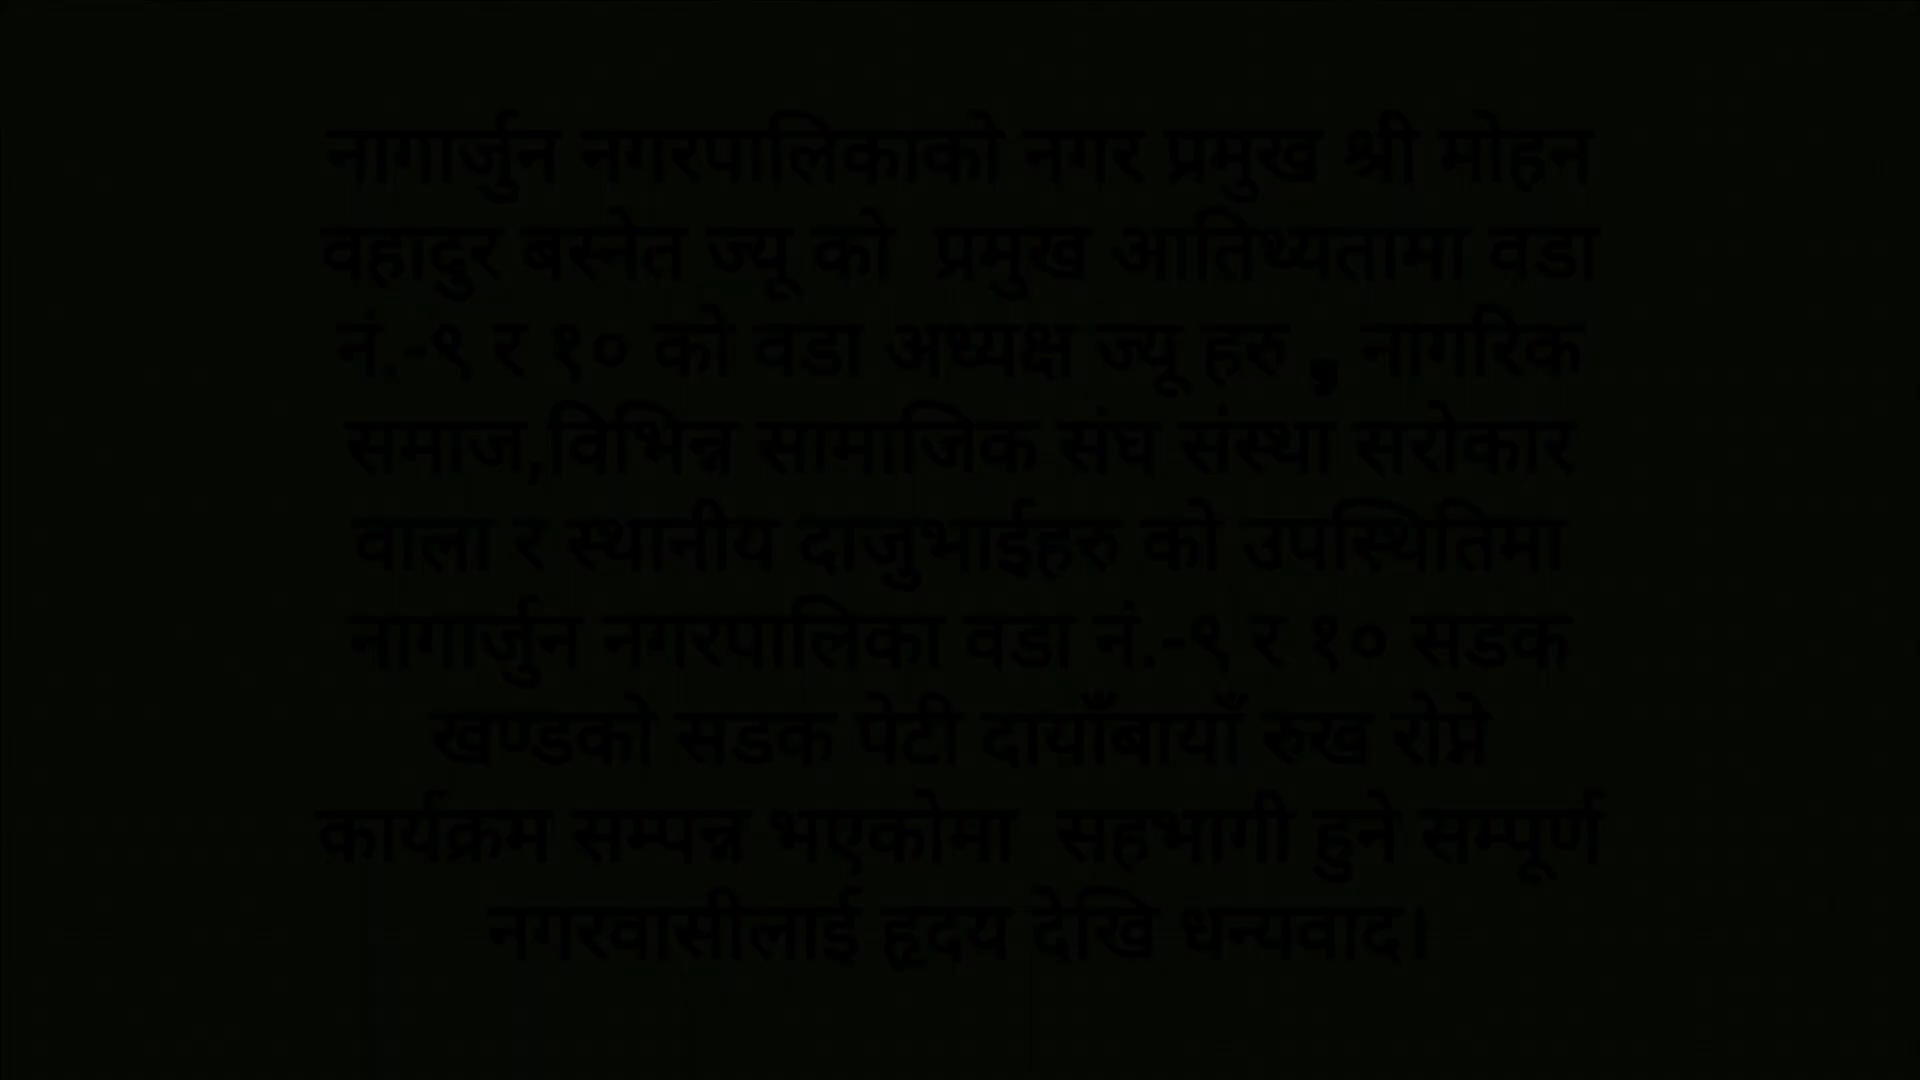 नागार्जुन नगरपालिकाको नगर प्रमुख श्री मोहन
वहादुर बस्नेत ज्यू को प्रमुख आतिथ्यतामा वडा
नं.-९ र १० को वडा अध्यक्ष ज्यू हरु , नागरिक
समाज,विभिन्न सामाजिक संघ संस्था सरोकार
वाला र स्थानीय दाजुभाईहरु को उपस्थितिमा
नागार्जुन नगरपालिका वडा नं.-९ र १० सडक
खण्डको सडक पेटी दायाँबायाँ रुख रोप्ने
कार्यक्रम सम्पन्न भएकोमा सहभागी हुने सम्पूर्ण
नगरवासीलाई हृदय देखि धन्यवाद।